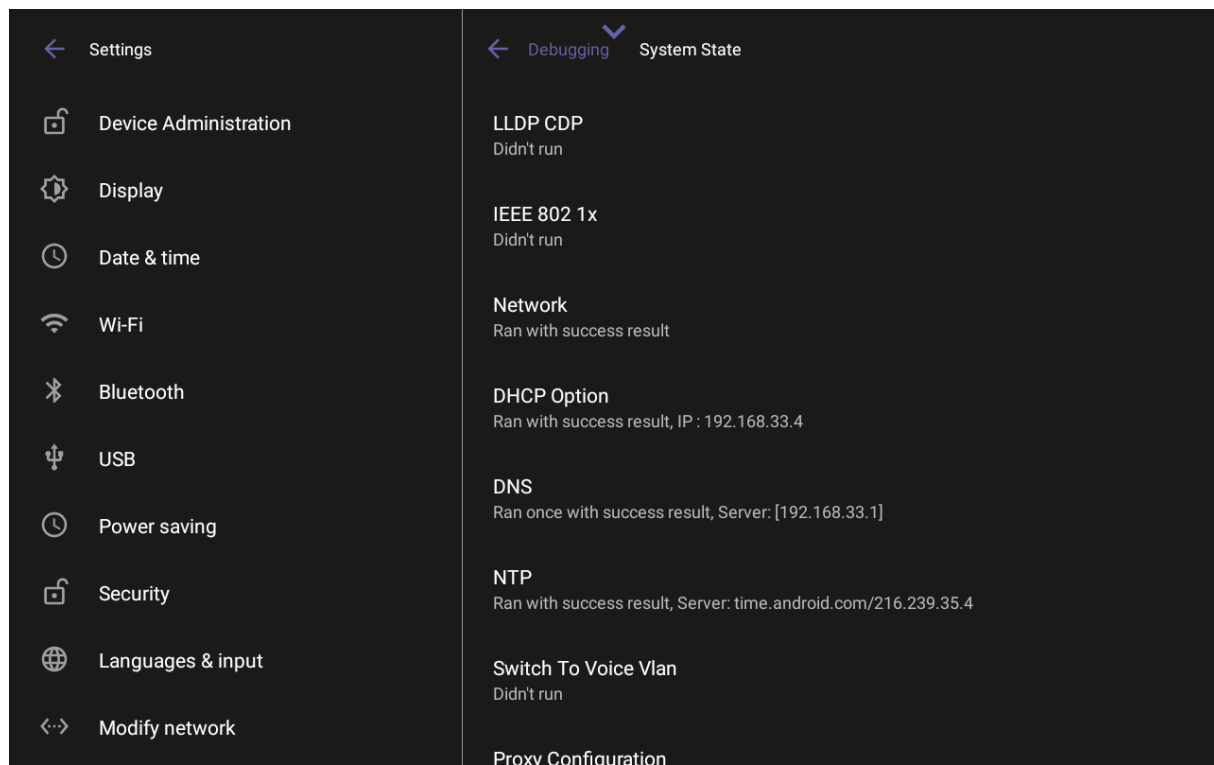 Settings
Device Administration
Display
Date & time
Wi-Fi
Bluetooth
USB
Power saving
Security
Languages & input
Modify network
Debugging System State
LLDP CDP
Didn't run
IEEE 802 1x
Didn't run
Network
Ran with success result
DHCP Option
Ran with success result, IP : 192.168.33.4
DNS
Ran once with success result, Server: [192.168.33.1]
NTP
Ran with success result, Server: time.android.com/216.239.35.4
Switch To Voice Vlan
Didn't run
Proxy Configuration